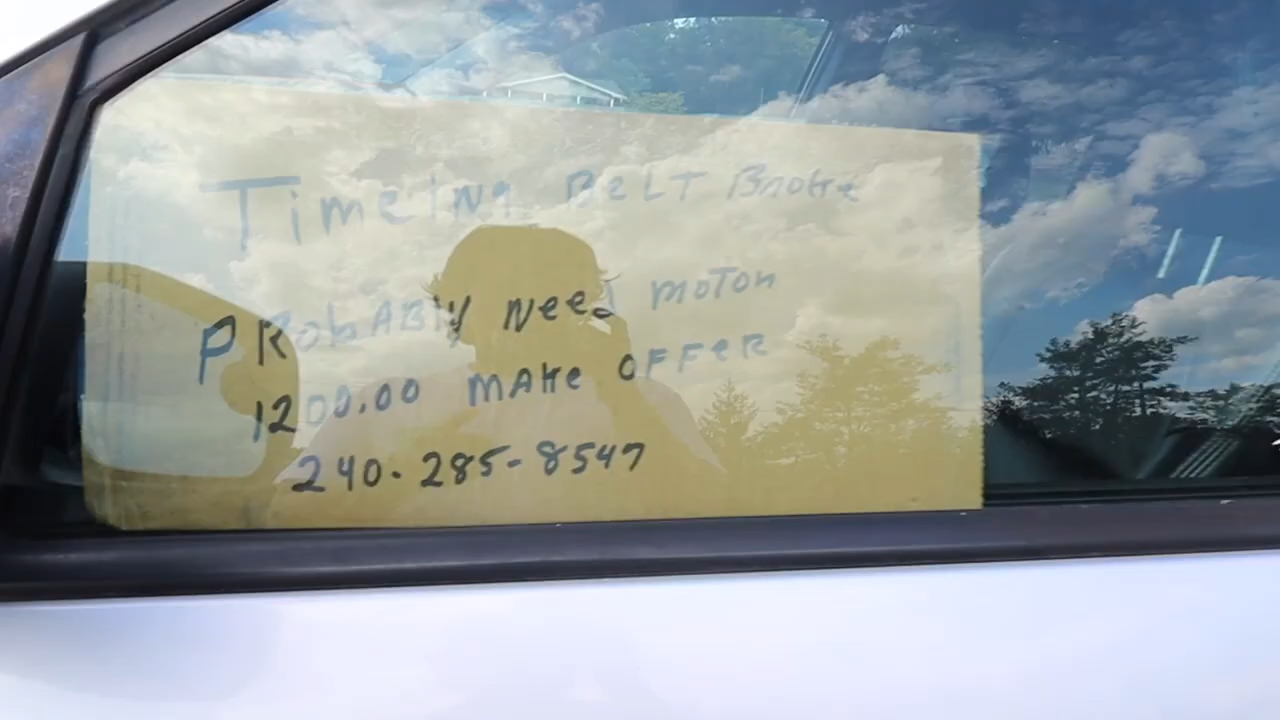 TimeING BeLT Broke
PRobABly Need moTor
1200.00 MAKe OFFeR
240-285-8547